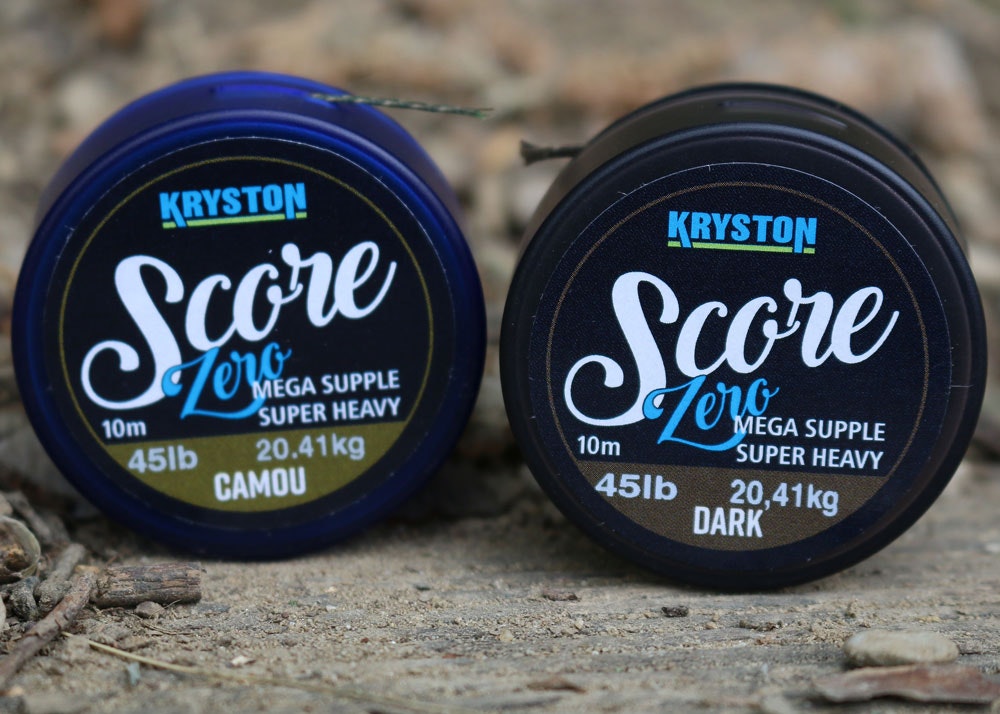 KRYSTON
Score
Zero
MEGA SUPPLE
SUPER HEAVY
10m
45lb 20.41kg
CAMOU
KRYSTON
Score
Zero
MEGA SUPPLE
SUPER HEAVY
10m
45lb 20,41kg
DARK